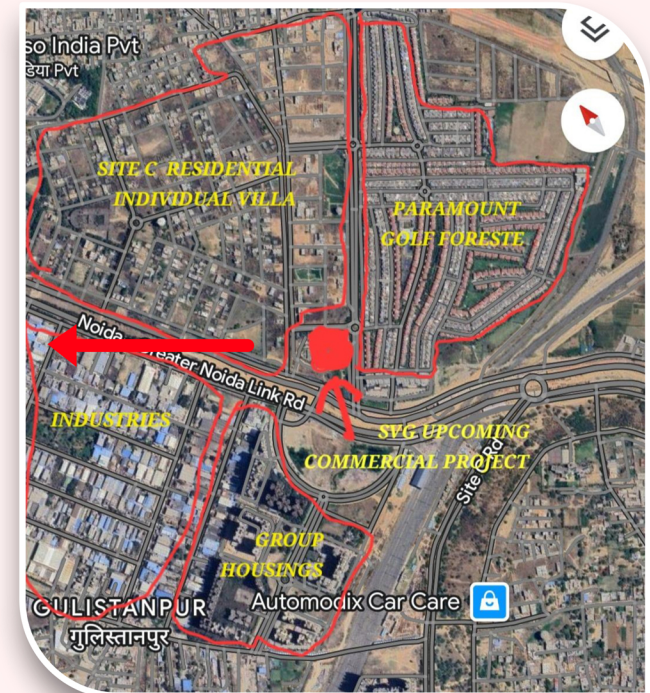 so India Pvt
डिया Pvt
SITE C RESIDENTIAL
INDIVIDUAL VILLA
PARAMOUNT
GOLF FORESTE
Noida
Greater Noida Link Rd
INDUSTRIES
SVG UPCOMING
COMMERCIAL PROJECT
Site C Rd
GROUP
HOUSINGS
GULISTANPUR
गुलिस्तानपुर
Automodix Car Care